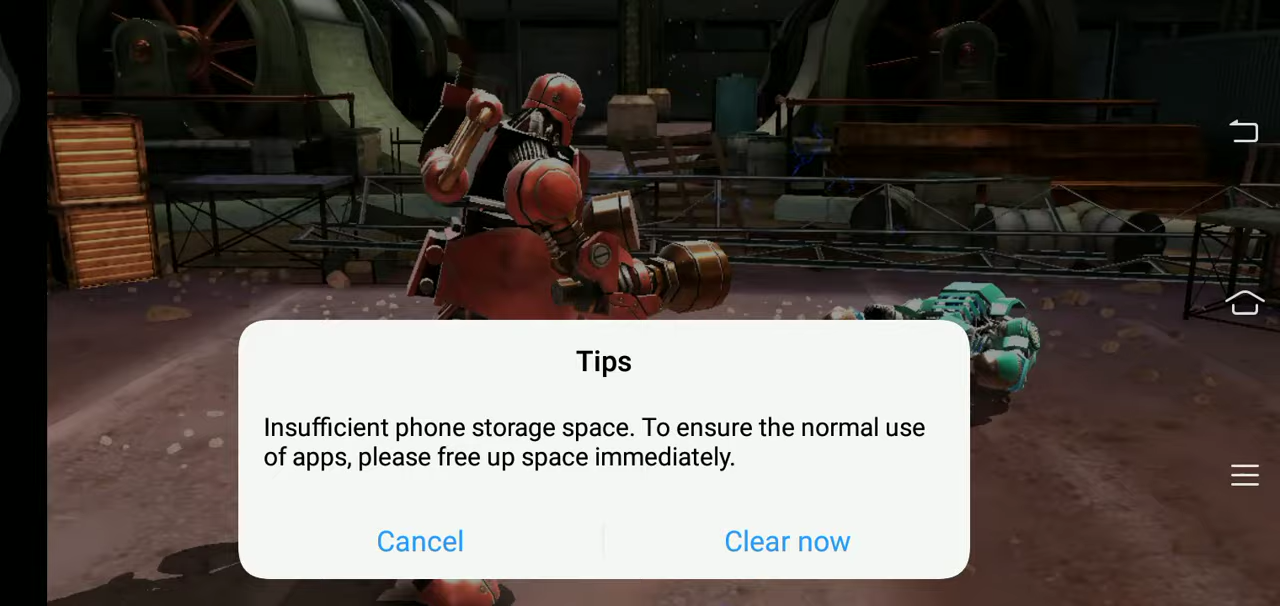 Tips
Insufficient phone storage space. To ensure the normal use
of apps, please free up space immediately.
Cancel
Clear now